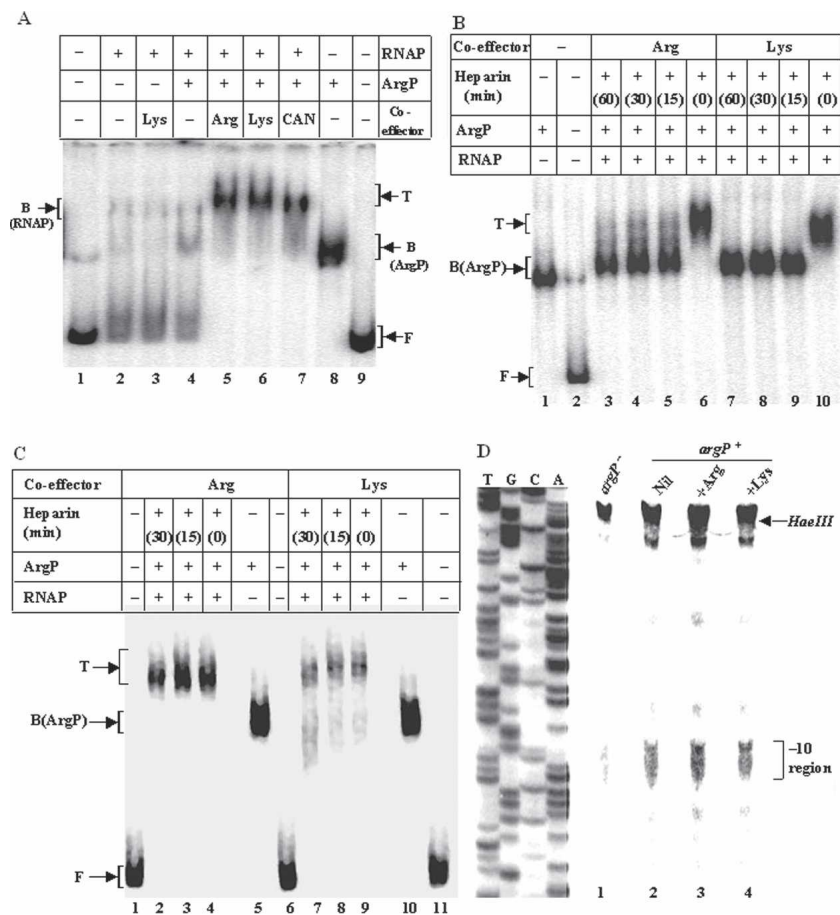 A
– + + + + + + – – RNAP
– – – + + + + + – ArgP
– – Lys – Arg Lys CAN – – Co-
effector
B
(RNAP)
T
B
(ArgP)
F
1 2 3 4 5 6 7 8 9
B
Co-effector – Arg Lys
Heparin – – + + + + + + + +
(min) (60) (30) (15) (0) (60) (30) (15) (0)
ArgP + – + + + + + + + +
RNAP – – + + + + + + + +
T
B(ArgP)
F
1 2 3 4 5 6 7 8 9 10
C
Co-effector – Arg – – Lys – –
Heparin – + + + – – + + + – –
(min) (30) (15) (0) (30) (15) (0)
ArgP – + + + + – + + + + –
RNAP – + + + – – + + + – –
T
B(ArgP)
F
1 2 3 4 5 6 7 8 9 10 11
D
T G C A
argP-
argP +
Nil +Arg +Lys
HaeIII
–10
region
1 2 3 4